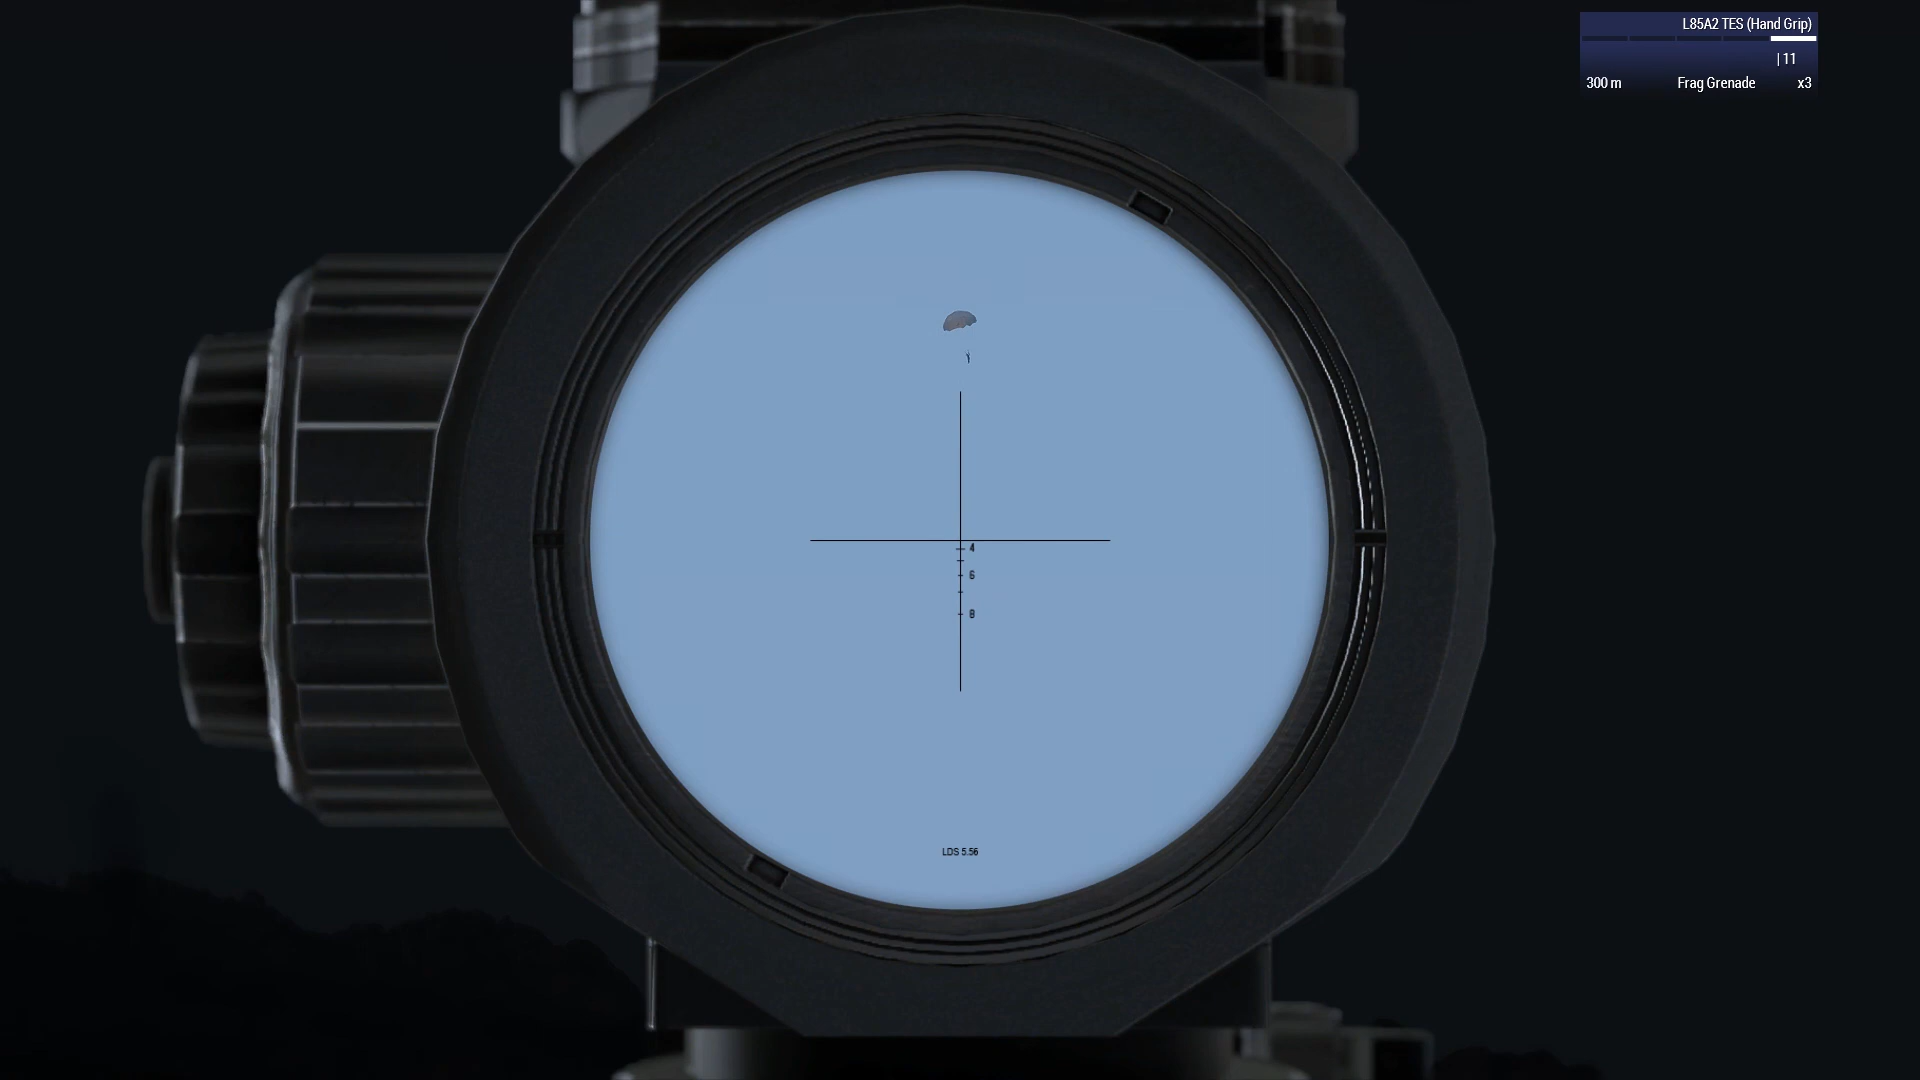 L85A2 TES (Hand Grip)
| 11
300 m Frag Grenade x3
4
6
8
LDS 5.56